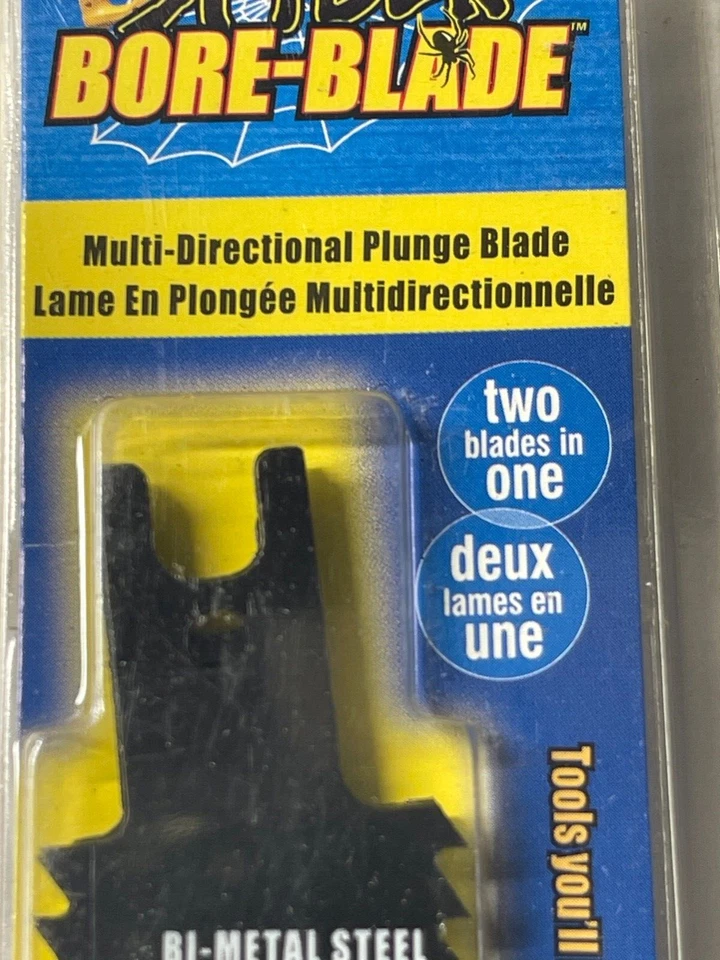 BORE-BLADE™
Multi-Directional Plunge Blade
Lame En Plongée Multidirectionnelle
two
blades in
one
deux
lames en
une
Tools you'll
BI-METAL STEEL